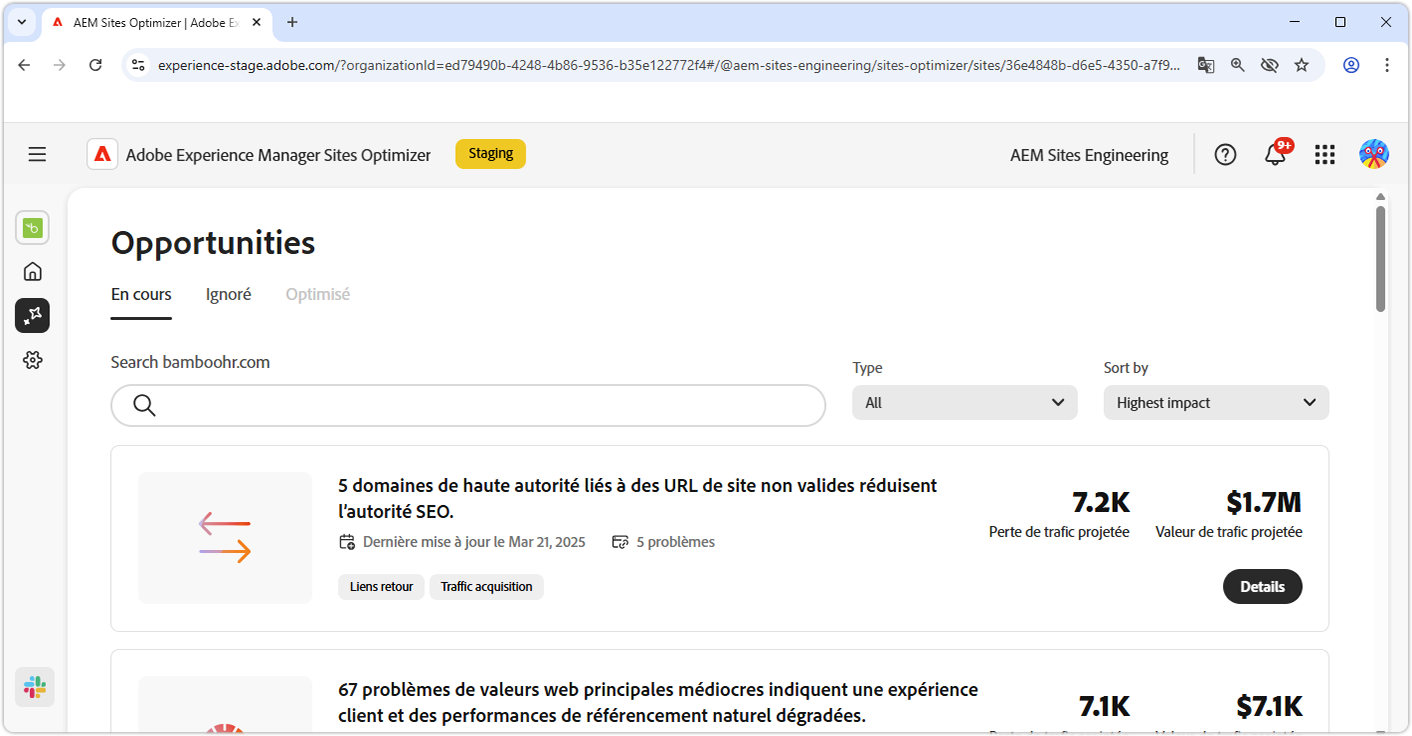 AEM Sites Optimizer | Adobe Ex
experience-stage.adobe.com/?organizationId=ed79490b-4248-4b86-9536-b35e122772f4#/@aem-sites-engineering/sites-optimizer/sites/36e4848b-d6e5-4350-a7f9...
Adobe Experience Manager Sites Optimizer
Staging
AEM Sites Engineering
9+
Opportunities
En cours
Ignoré
Optimisé
Search bamboohr.com
Type
Sort by
All
Highest impact
5 domaines de haute autorité liés à des URL de site non valides réduisent
l'autorité SEO.
Dernière mise à jour le Mar 21, 2025
5 problèmes
Liens retour
Traffic acquisition
7.2K
Perte de trafic projetée
$1.7M
Valeur de trafic projetée
Details
67 problèmes de valeurs web principales médiocres indiquent une expérience
client et des performances de référencement naturel dégradées.
7.1K
$7.1K